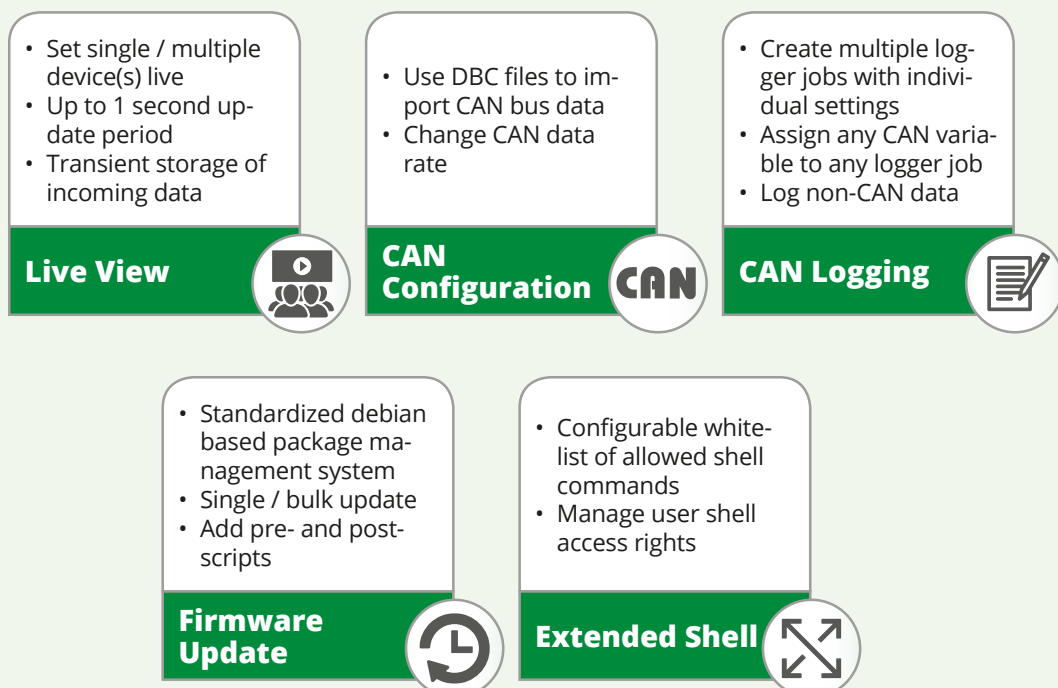 • Set single / multiple
device(s) live
• Up to 1 second up-
date period
• Transient storage of
incoming data
Live View
• Use DBC files to im-
port CAN bus data
• Change CAN data
rate
CAN
Configuration
CAN
• Create multiple log-
ger jobs with indivi-
dual settings
• Assign any CAN varia-
ble to any logger job
• Log non-CAN data
CAN Logging
• Standardized debian
based package ma-
nagement system
• Single / bulk update
• Add pre- and post-
scripts
Firmware
Update
• Configurable white-
list of allowed shell
commands
• Manage user shell
access rights
Extended Shell